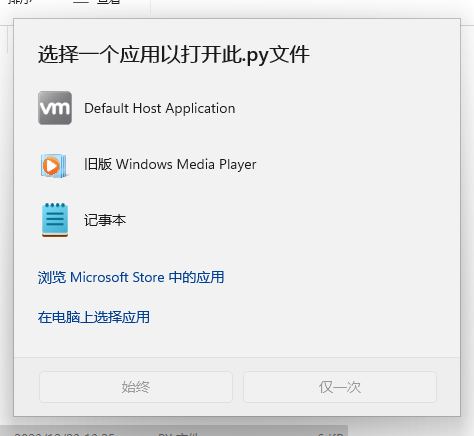 查看
选择一个应用以打开此.py文件
vm
Default Host Application
旧版 Windows Media Player
记事本
浏览 Microsoft Store 中的应用
在电脑上选择应用
始终
仅一次